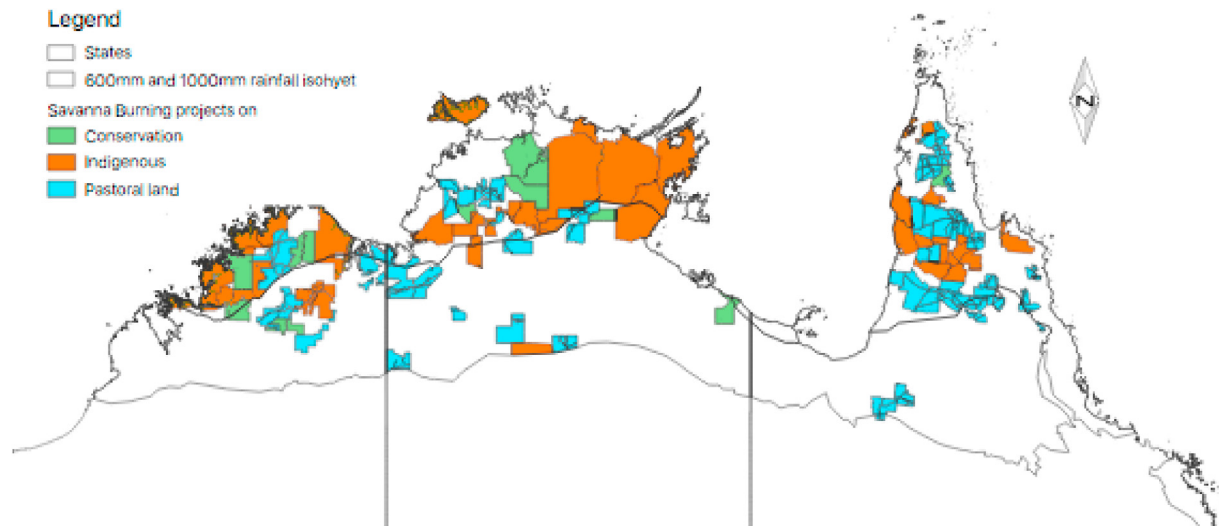 Legend
States
600mm and 1000mm rainfall isohyet
Savanna Burning projects on
Conservation
Indigenous
Pastoral land
N